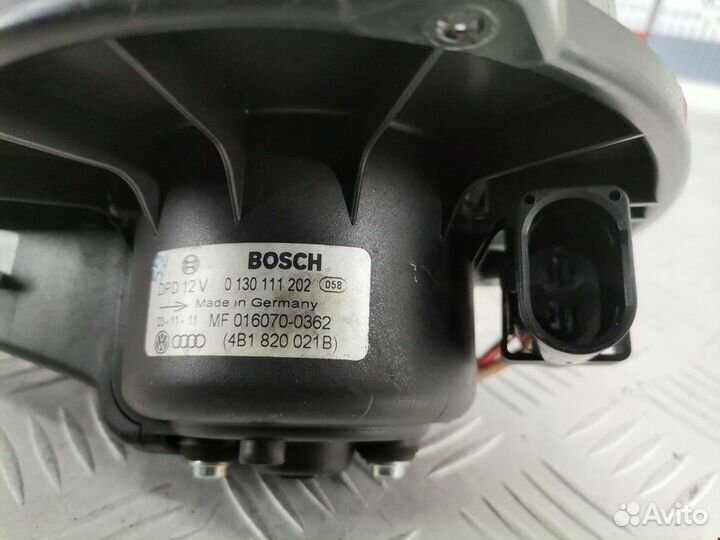 BOSCH
DPD 12 V 0 130 111 202 058
Made in Germany
03-11-11 MF 016070-0362
(4B1 820 021B)
Avito